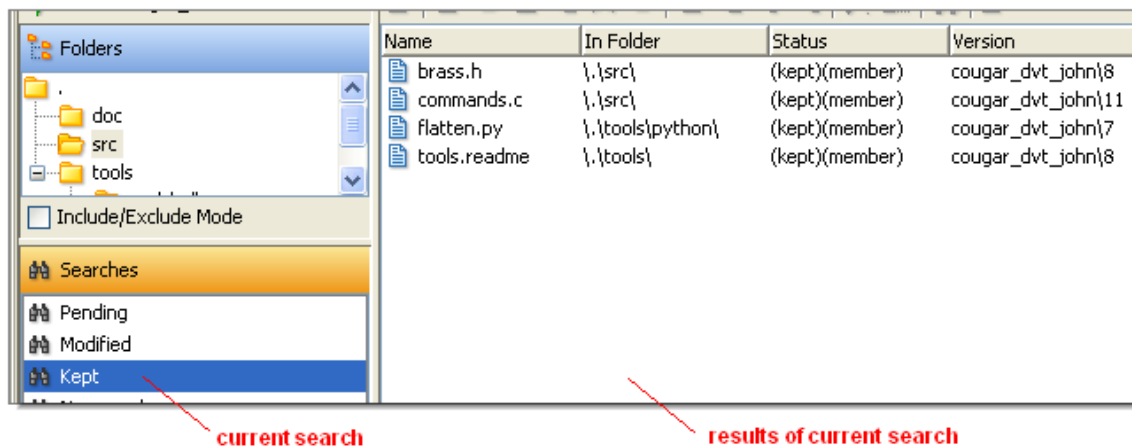 Folders
.
doc
src
tools
Include/Exclude Mode
Searches
Pending
Modified
Kept
Name In Folder Status Version
brass.h \.\src\ (kept)(member) cougar_dvt_john\8
commands.c \.\src\ (kept)(member) cougar_dvt_john\11
flatten.py \.\tools\python\ (kept)(member) cougar_dvt_john\7
tools.readme \.\tools\ (kept)(member) cougar_dvt_john\8
current search
results of current search